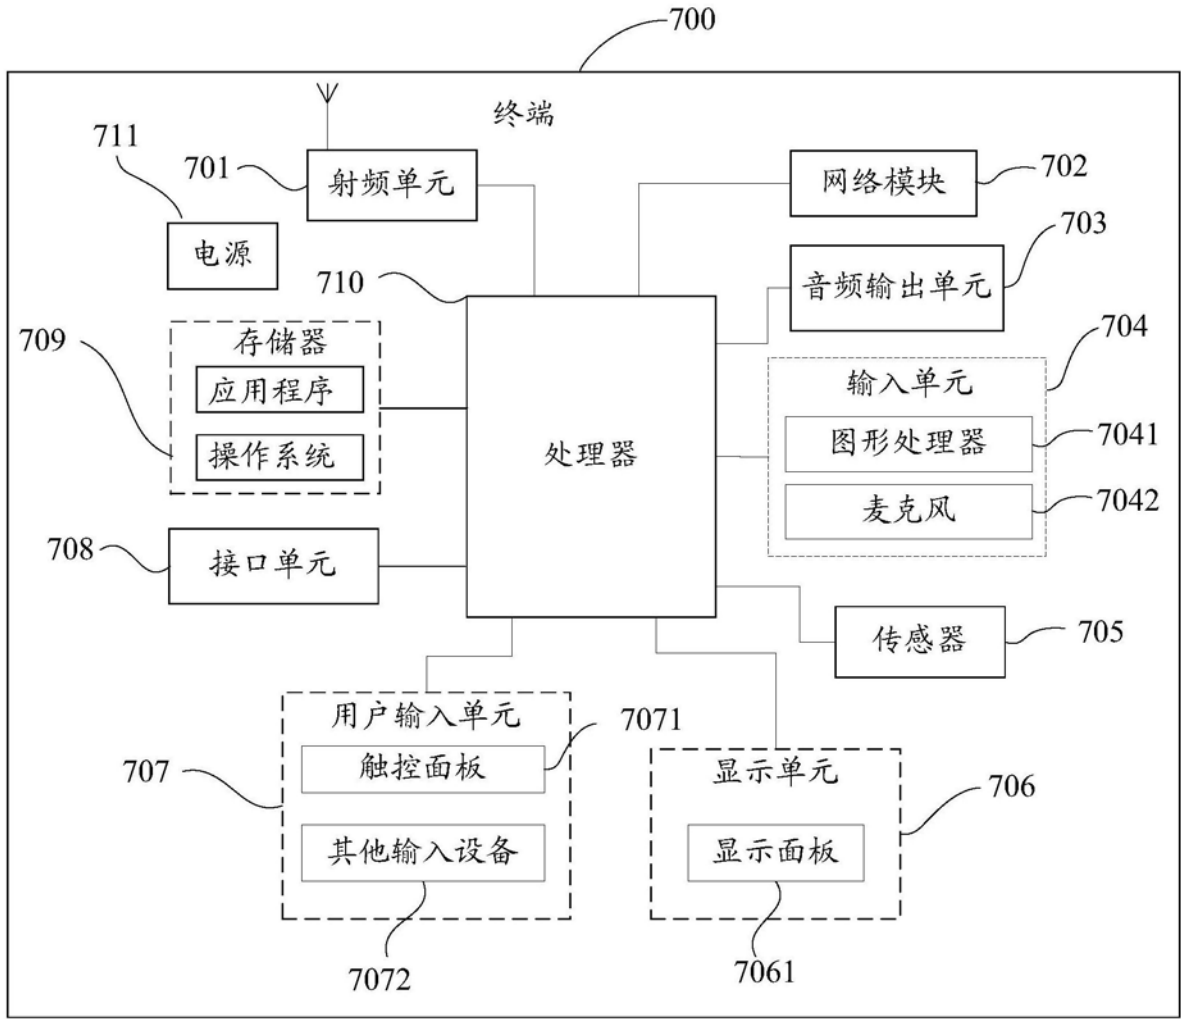 700
终端
711
701
射频单元
网络模块
702
电源
703
音频输出单元
710
709
存储器
应用程序
操作系统
704
输入单元
图形处理器
7041
麦克风
7042
处理器
708
接口单元
传感器
705
用户输入单元
7071
707
触控面板
其他输入设备
7072
显示单元
706
显示面板
7061